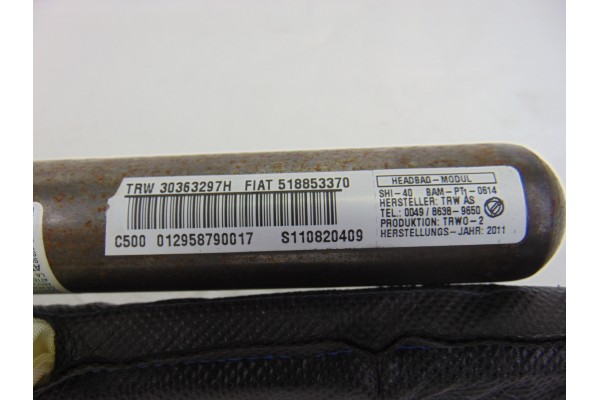 TRW 30363297H FIAT 518853370
C500 012958790017 S110820409
HEADBAG-MODUL
SHI-40 BAM-PT1-0614
HERSTELLER: TRW AS
TEL.: 0049/8638-9650
PRODUKTION: TRWO-2
HERSTELLUNGS-JAHR: 2011